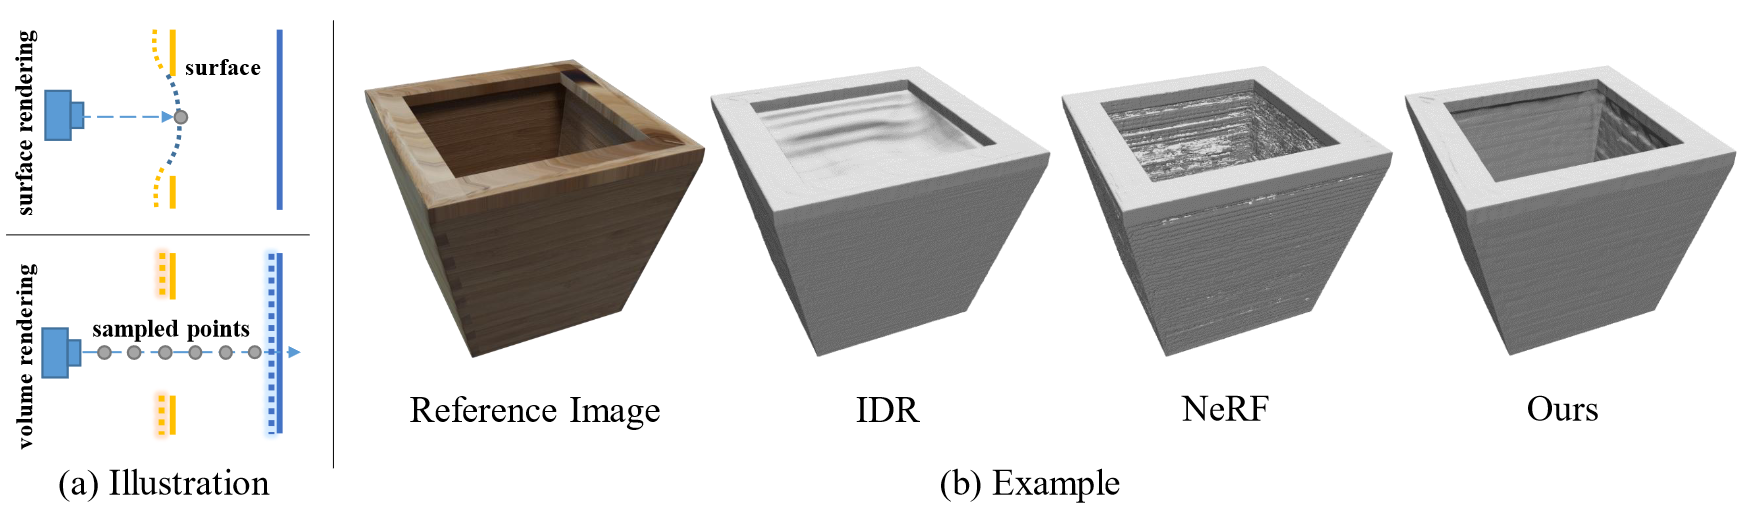 surface rendering
surface
volume rendering
sampled points
(a) Illustration
Reference Image
IDR
NeRF
Ours
(b) Example